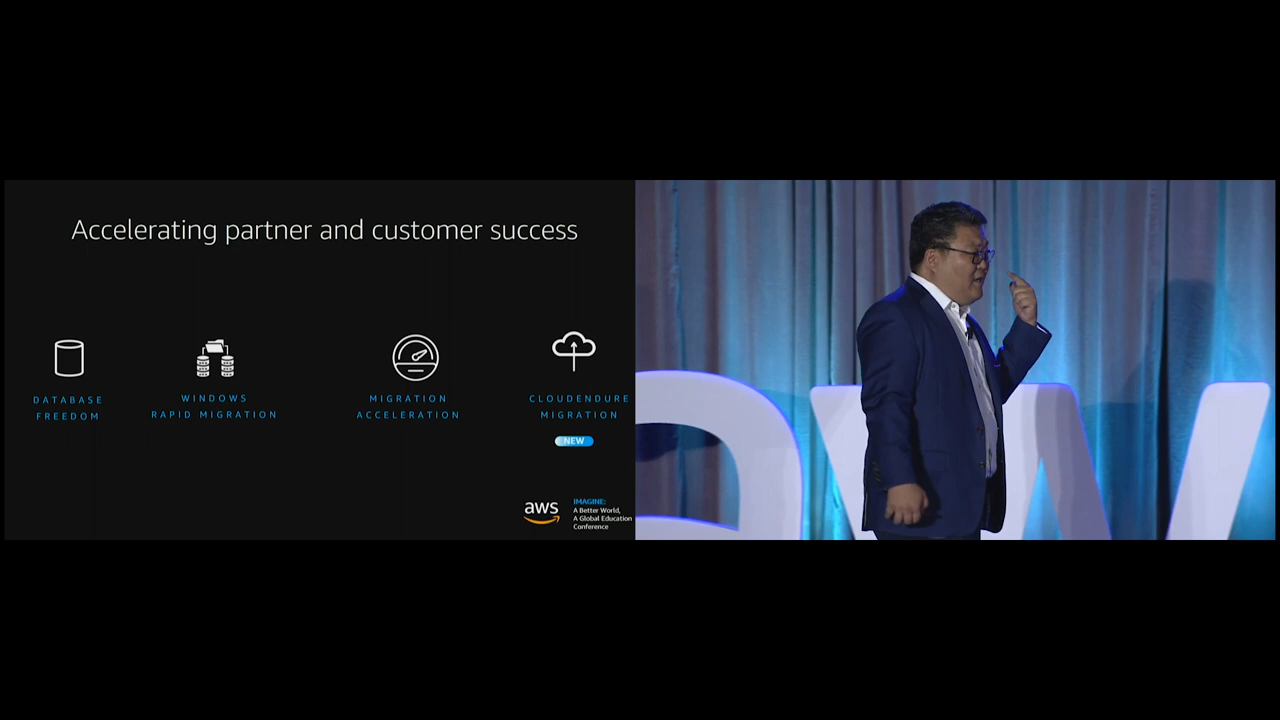 Accelerating partner and customer success
DATABASE
FREEDOM
WINDOWS
RAPID MIGRATION
MIGRATION
ACCELERATION
CLOUDENDURE
MIGRATION
NEW
aws
IMAGINE:
A Better World,
A Global Education
Conference
aw